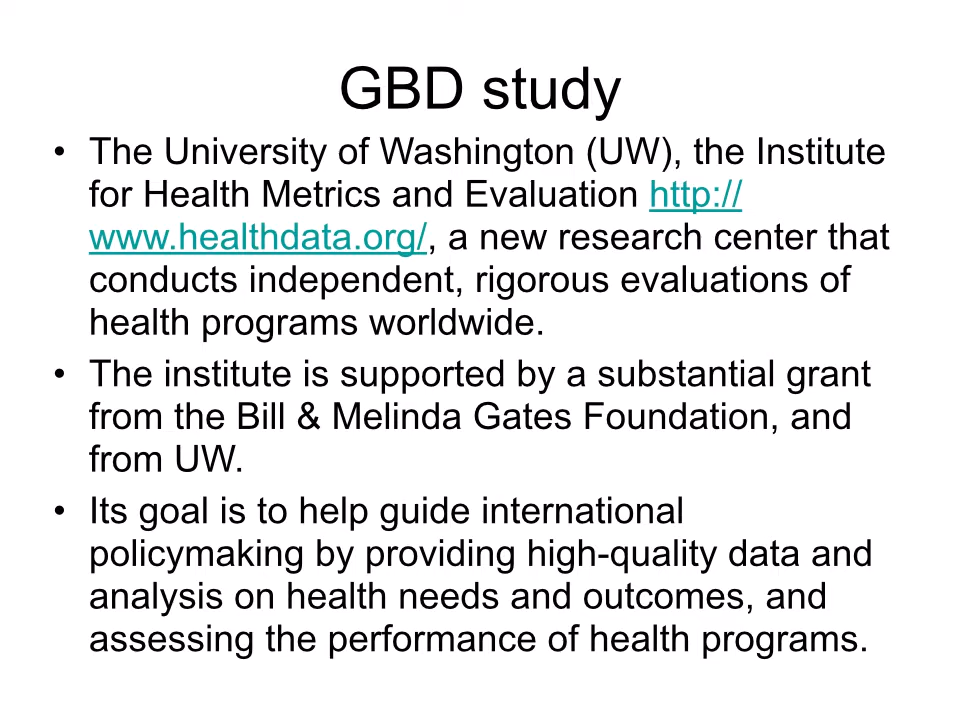 GBD study
• The University of Washington (UW), the Institute
for Health Metrics and Evaluation http://
www.healthdata.org/, a new research center that
conducts independent, rigorous evaluations of
health programs worldwide.
• The institute is supported by a substantial grant
from the Bill & Melinda Gates Foundation, and
from UW.
• Its goal is to help guide international
policymaking by providing high-quality data and
analysis on health needs and outcomes, and
assessing the performance of health programs.